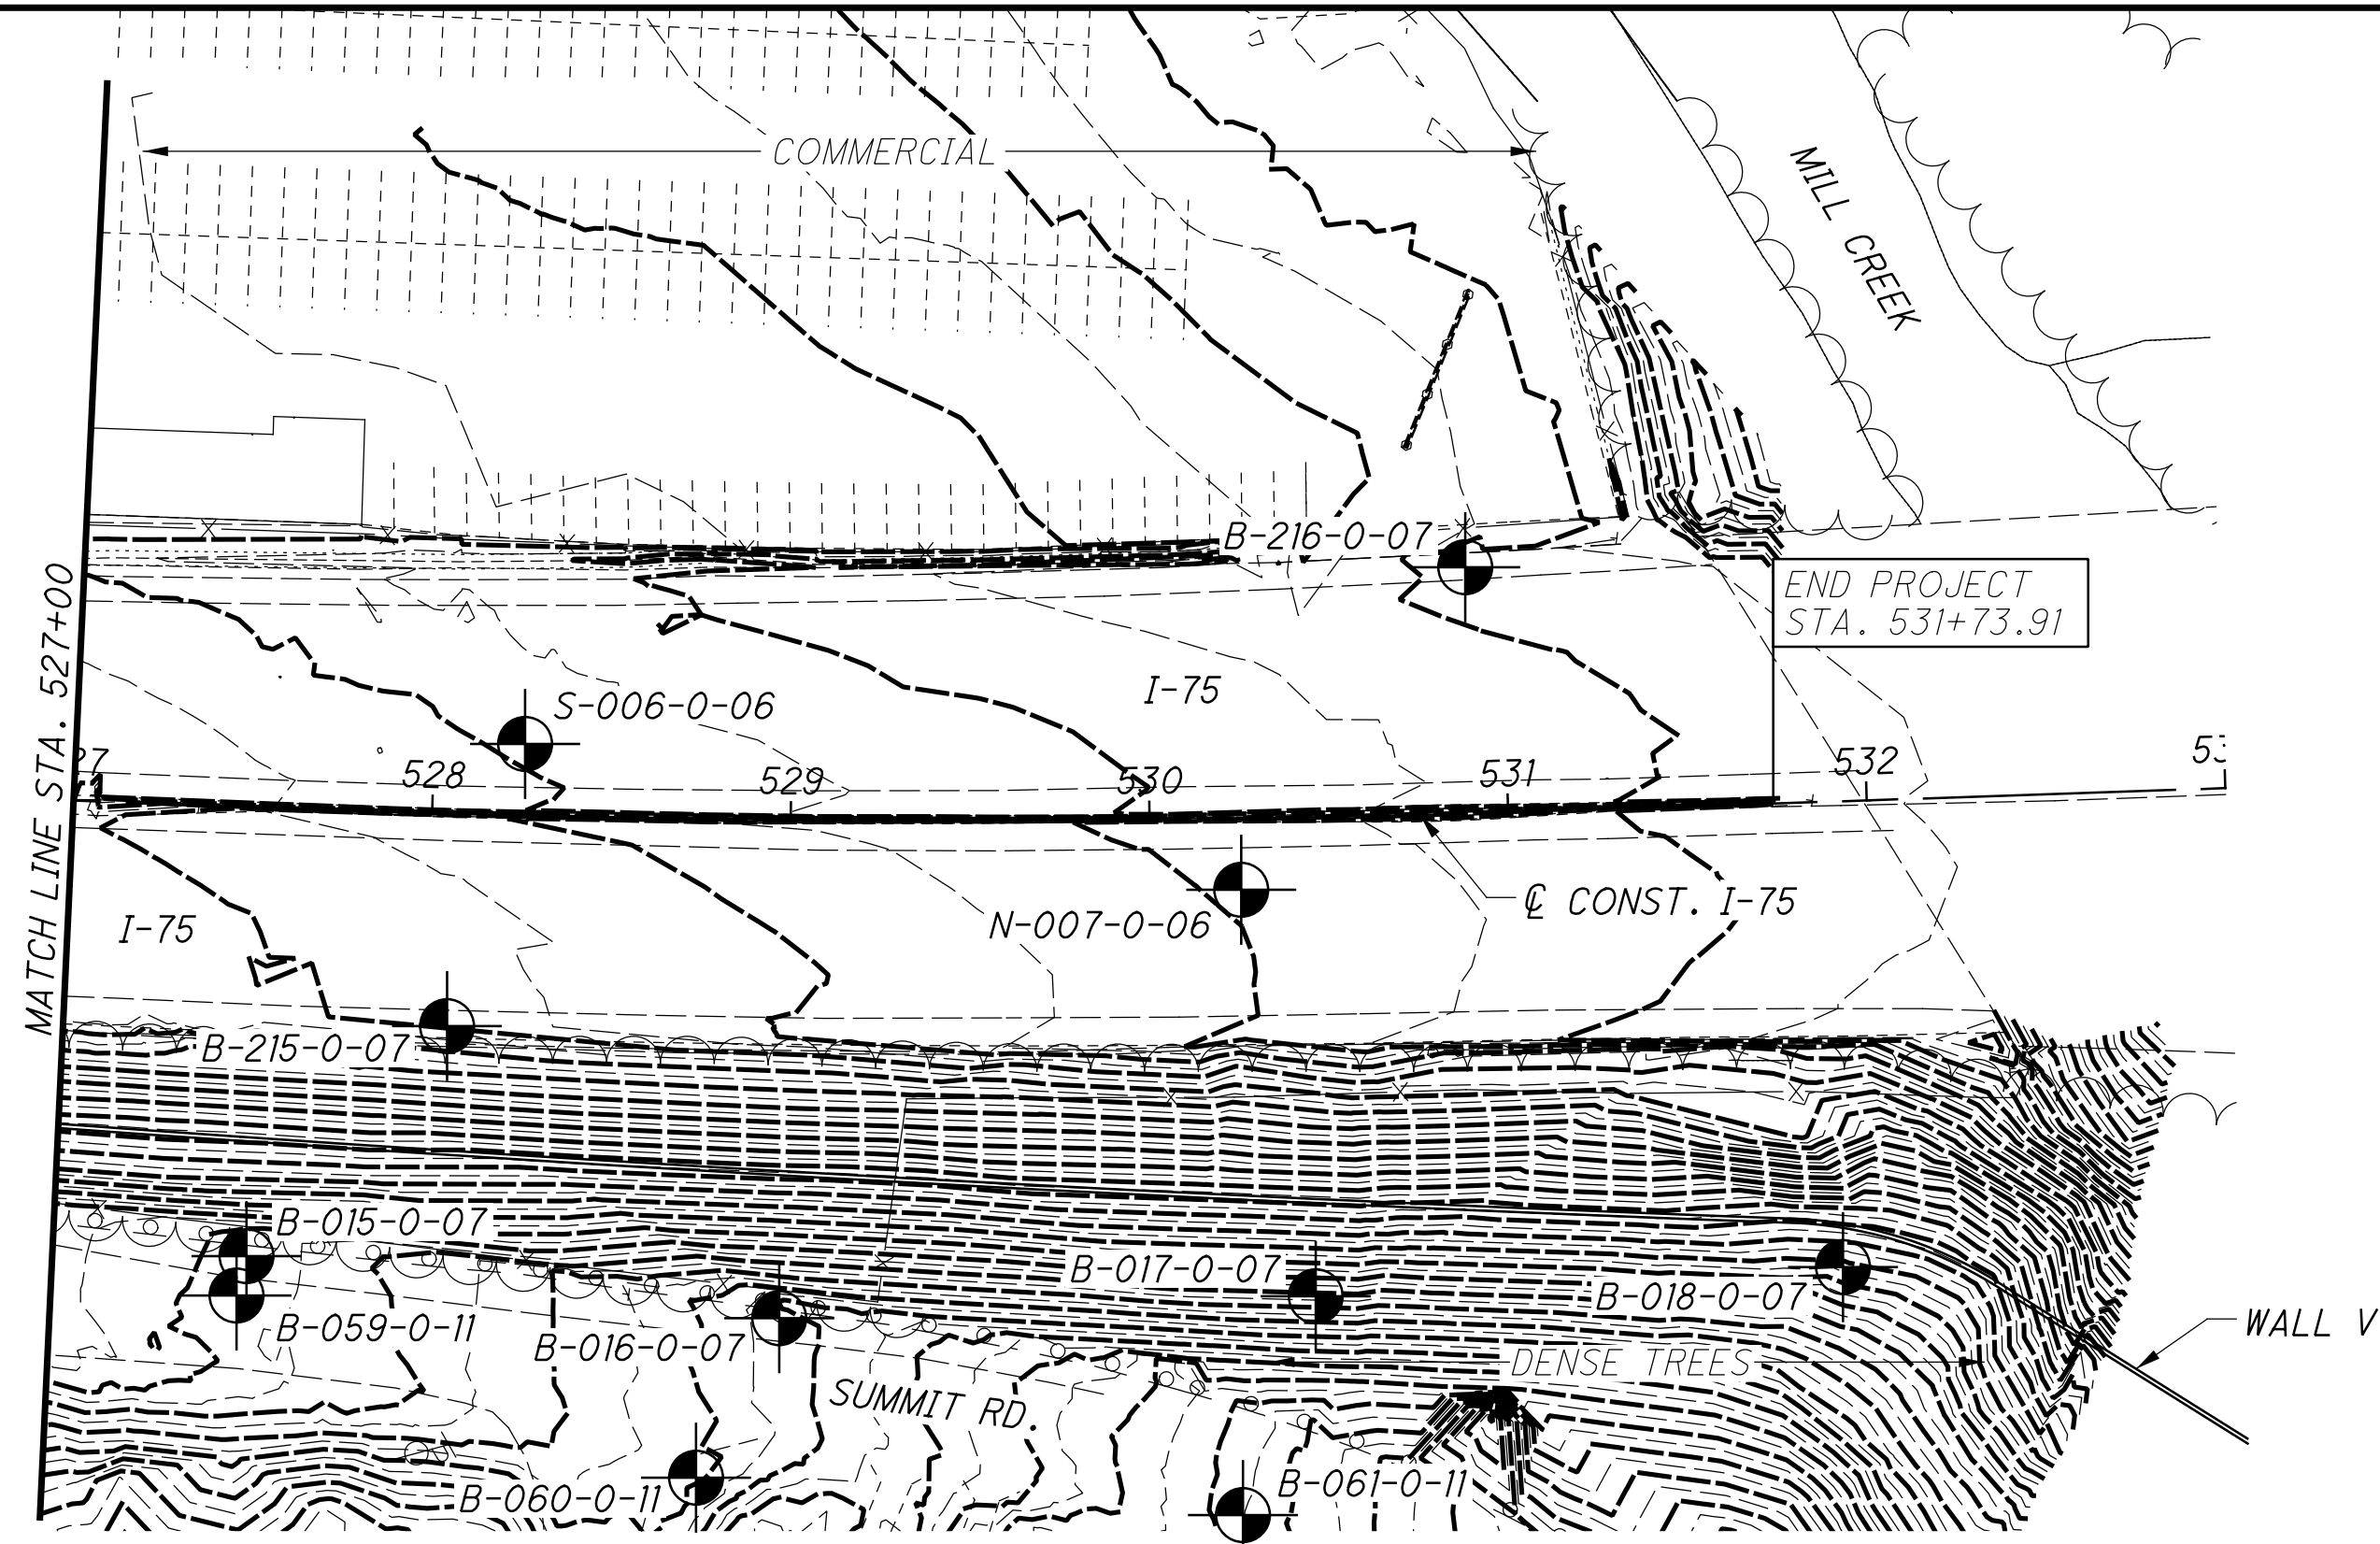 COMMERCIAL
MILL CREEK
B-216-0-07
END PROJECT
STA. 531+73.91
MATCH LINE STA. 527+00
I-75
S-006-0-06
528
529
530
531
532
N-007-0-06
℄ CONST. I-75
I-75
B-215-0-07
B-015-0-07
B-017-0-07
B-018-0-07
B-059-0-11
B-016-0-07
WALL V
DENSE TREES
SUMMIT RD.
B-060-0-11
B-061-0-11